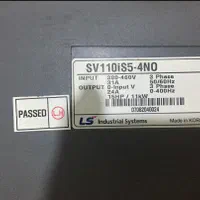 SV110iS5-4NO
INPUT 380-460V 3 Phase
31A 50/60Hz
OUTPUT 0-Input V 3 Phase
24A 0-400Hz
15HP / 11kW
07082040024
LS Industrial Systems Made in KOREA
PASSED